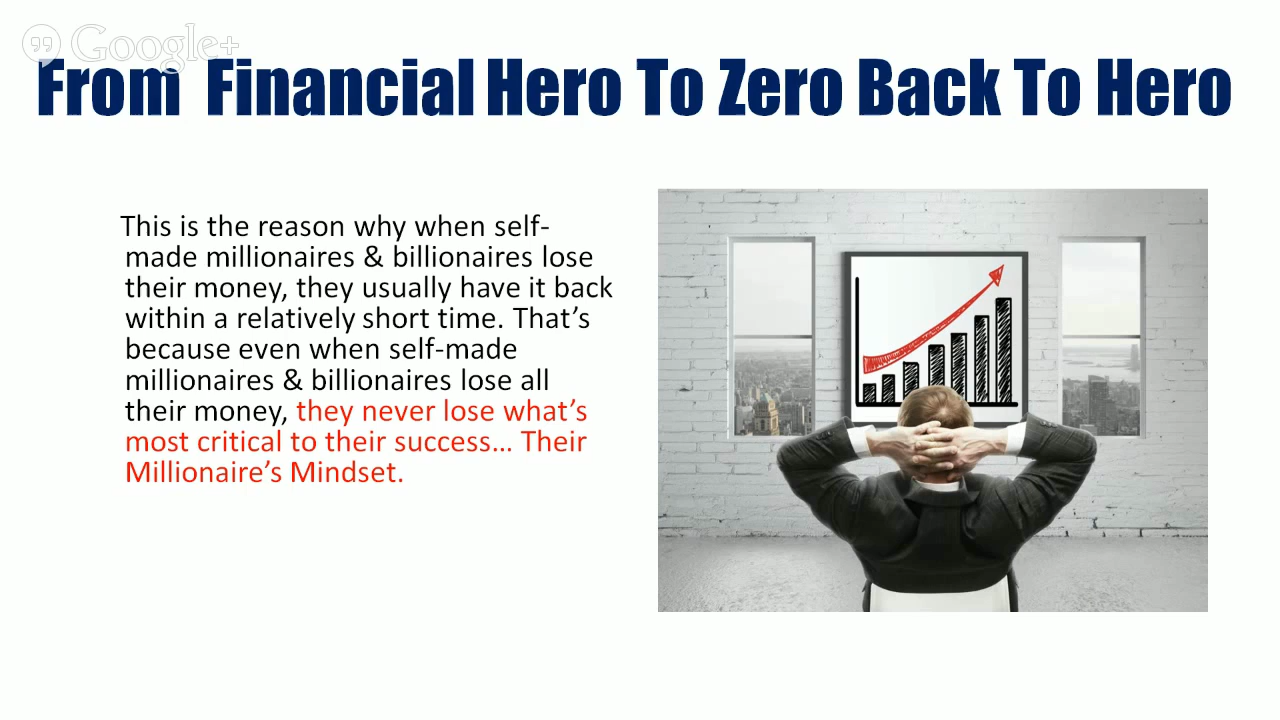 Google+
From Financial Hero To Zero Back To Hero
This is the reason why when self-
made millionaires & billionaires lose
their money, they usually have it back
within a relatively short time. That's
because even when self-made
millionaires & billionaires lose all
their money, they never lose what's
most critical to their success... Their
Millionaire's Mindset.